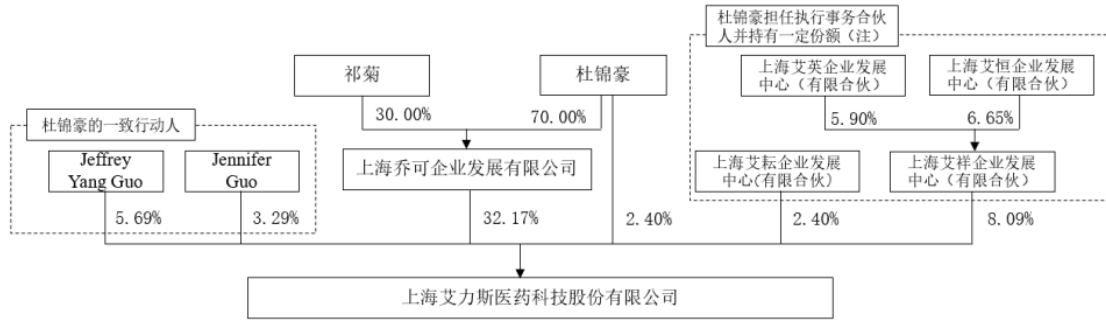 杜锦豪担任执行事务合伙
人并持有一定份额（注）
祁菊
杜锦豪
上海艾英企业发展
中心（有限合伙）
上海艾恒企业发展
中心（有限合伙）
30.00%
70.00%
5.90%
6.65%
杜锦豪的一致行动人
Jeffrey
Yang Guo
Jennifer
Guo
上海乔可企业发展有限公司
上海艾耘企业发展
中心(有限合伙)
上海艾祥企业发展
中心（有限合伙）
5.69%
3.29%
32.17%
2.40%
2.40%
8.09%
上海艾力斯医药科技股份有限公司